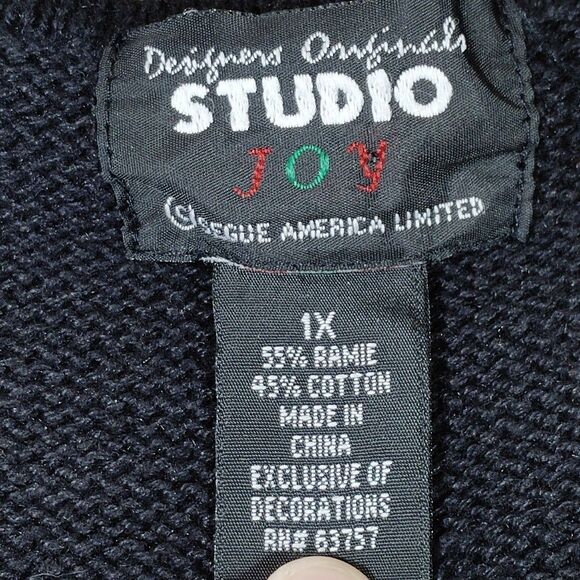 Designers Originals
STUDIO
JOY
©SEGUE AMERICA LIMITED
1X
55% RAMIE
45% COTTON
MADE IN
CHINA
EXCLUSIVE OF
DECORATIONS
RN# 63757